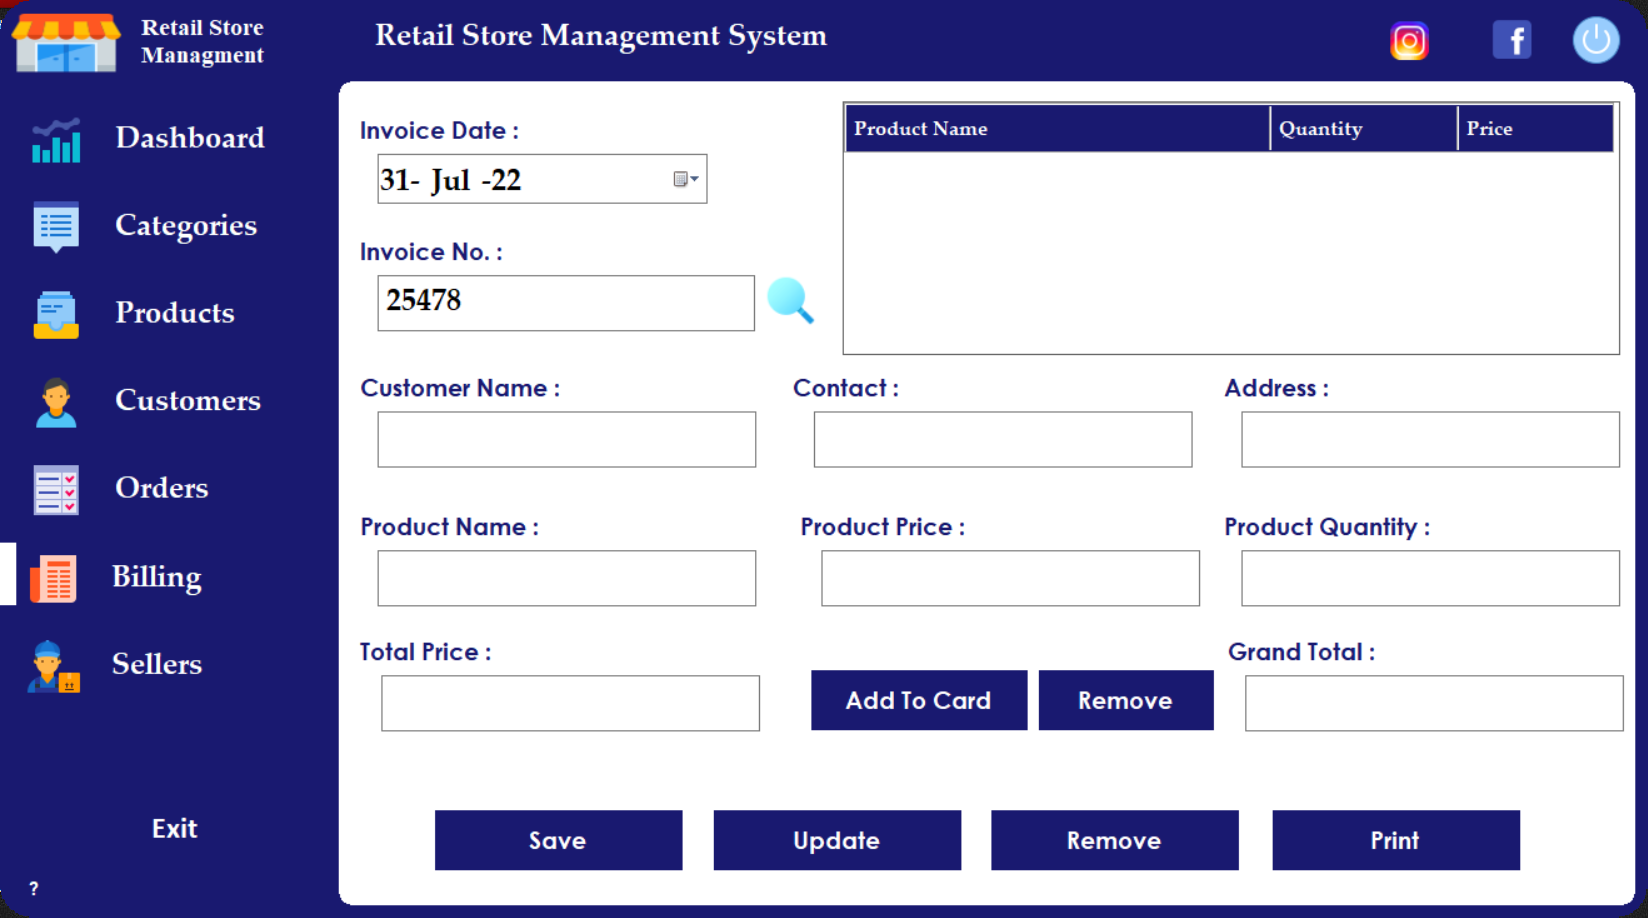 Retail Store
Managment
Retail Store Management System
Dashboard
Categories
Products
Customers
Orders
Billing
Sellers
Exit
?
Invoice Date :
31- Jul -22
Invoice No. :
25478
Product Name Quantity Price
Customer Name : Contact : Address :
Product Name : Product Price : Product Quantity :
Total Price : Grand Total :
Add To Card Remove
Save Update Remove Print